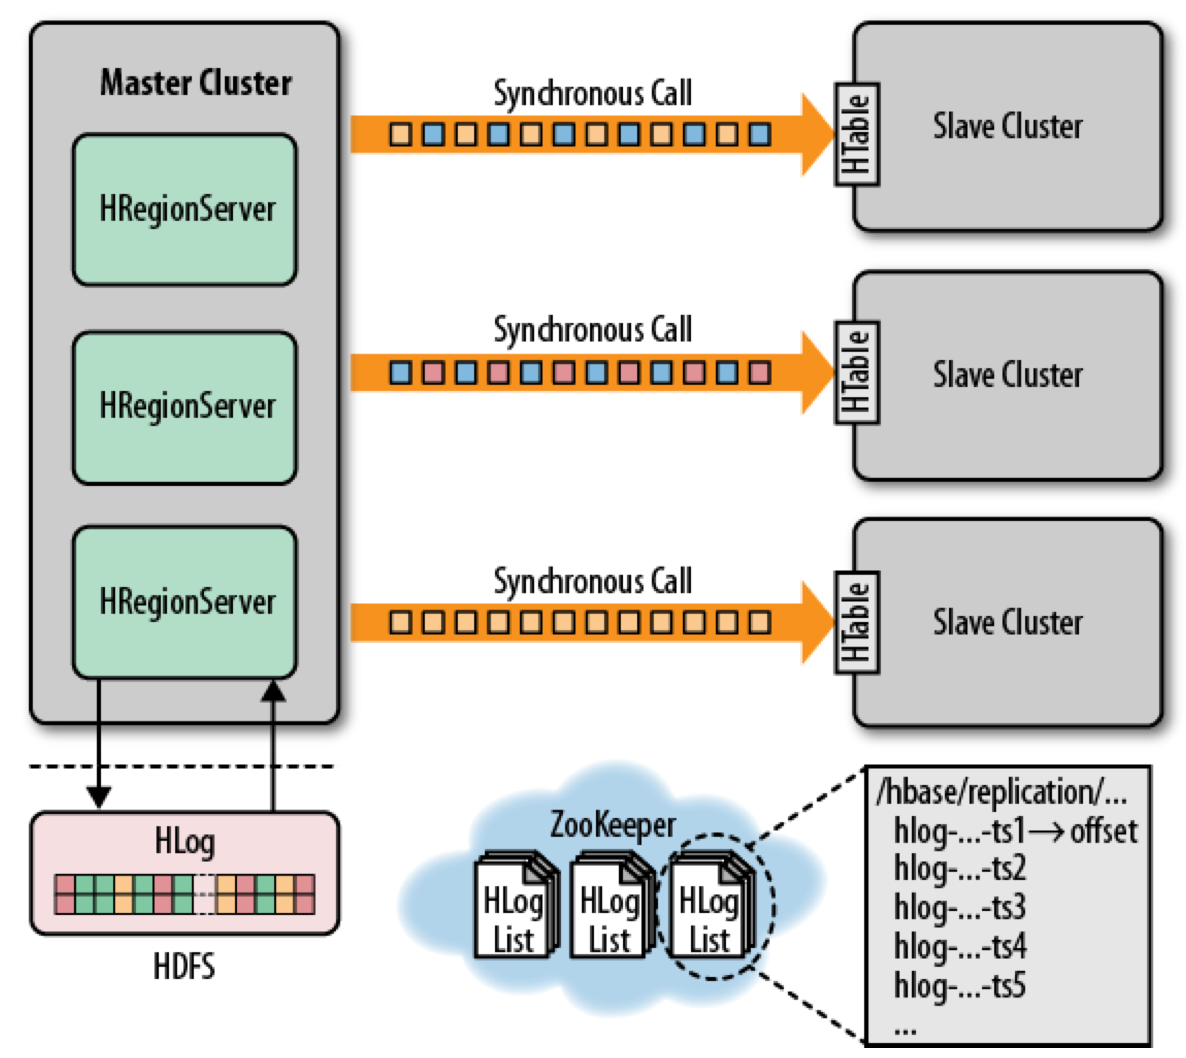 Master Cluster
HRegionServer
HRegionServer
HRegionServer
Synchronous Call
HTable
Slave Cluster
Synchronous Call
HTable
Slave Cluster
Synchronous Call
HTable
Slave Cluster
HLog
HDFS
ZooKeeper
HLog
List
HLog
List
HLog
List
/hbase/replication/...
hlog-...-ts1→offset
hlog-...-ts2
hlog-...-ts3
hlog-...-ts4
hlog-...-ts5
...